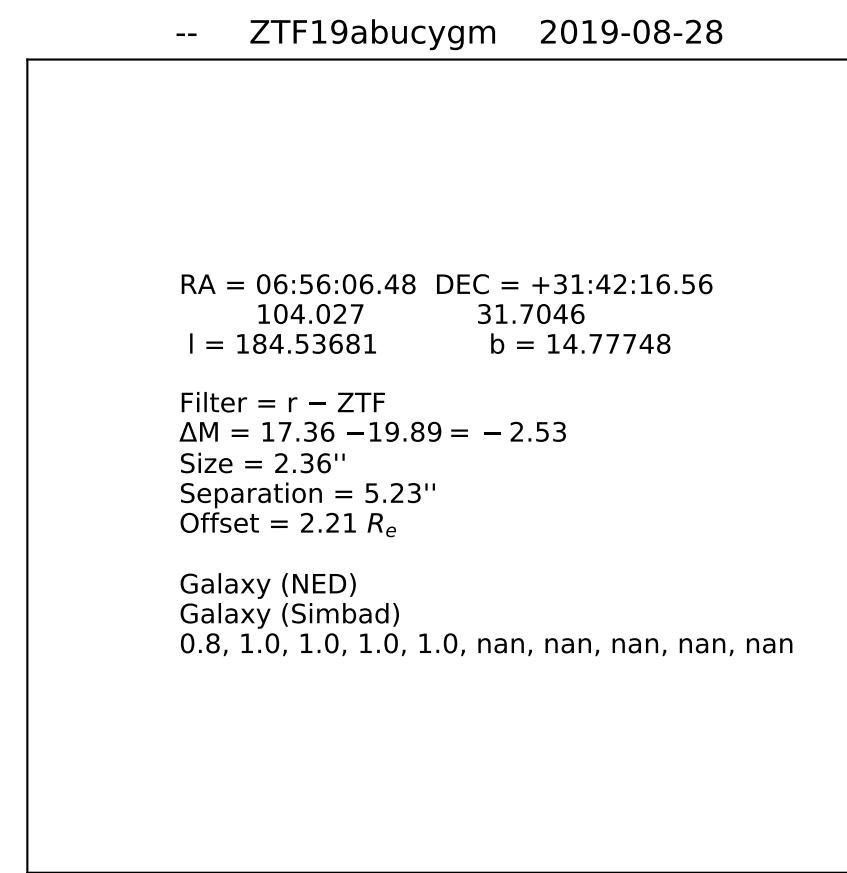 -- ZTF19abucygm 2019-08-28
RA = 06:56:06.48 DEC = +31:42:16.56
104.027 31.7046
l = 184.53681 b = 14.77748
Filter = r − ZTF
ΔM = 17.36 −19.89 = − 2.53
Size = 2.36''
Separation = 5.23''
Offset = 2.21 Rₑ
Galaxy (NED)
Galaxy (Simbad)
0.8, 1.0, 1.0, 1.0, 1.0, nan, nan, nan, nan, nan